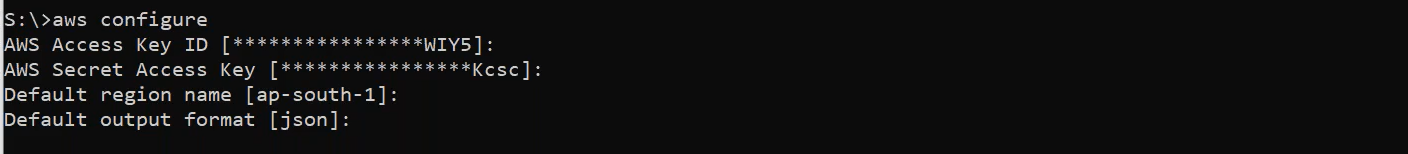 S:\>aws configure
AWS Access Key ID [****************WIY5]:
AWS Secret Access Key [****************Kcsc]:
Default region name [ap-south-1]:
Default output format [json]: